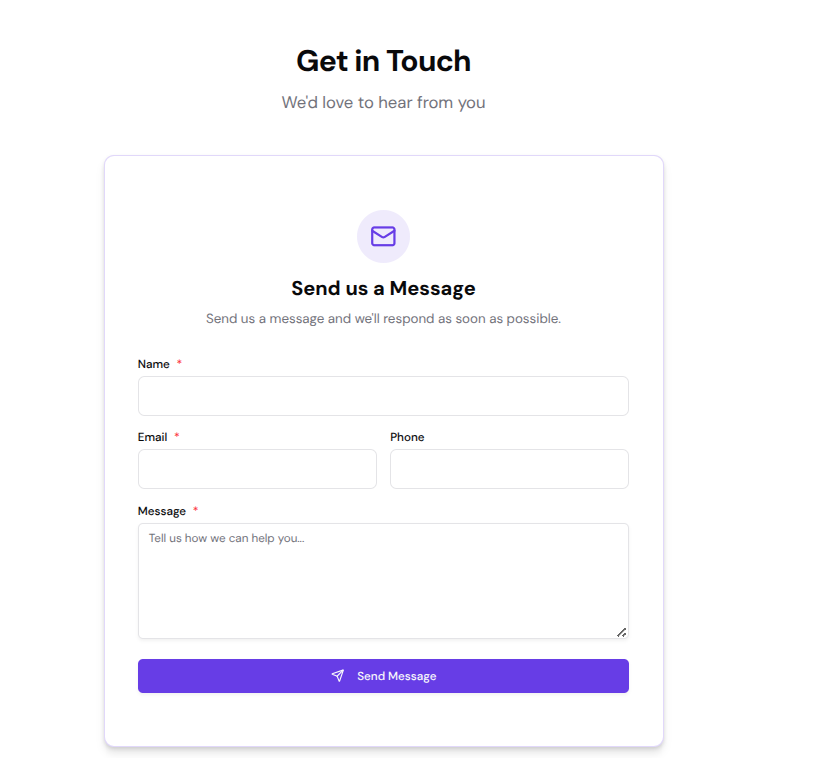 Get in Touch
We'd love to hear from you
Send us a Message
Send us a message and we'll respond as soon as possible.
Name *
Email * Phone
Message *
Tell us how we can help you...
Send Message